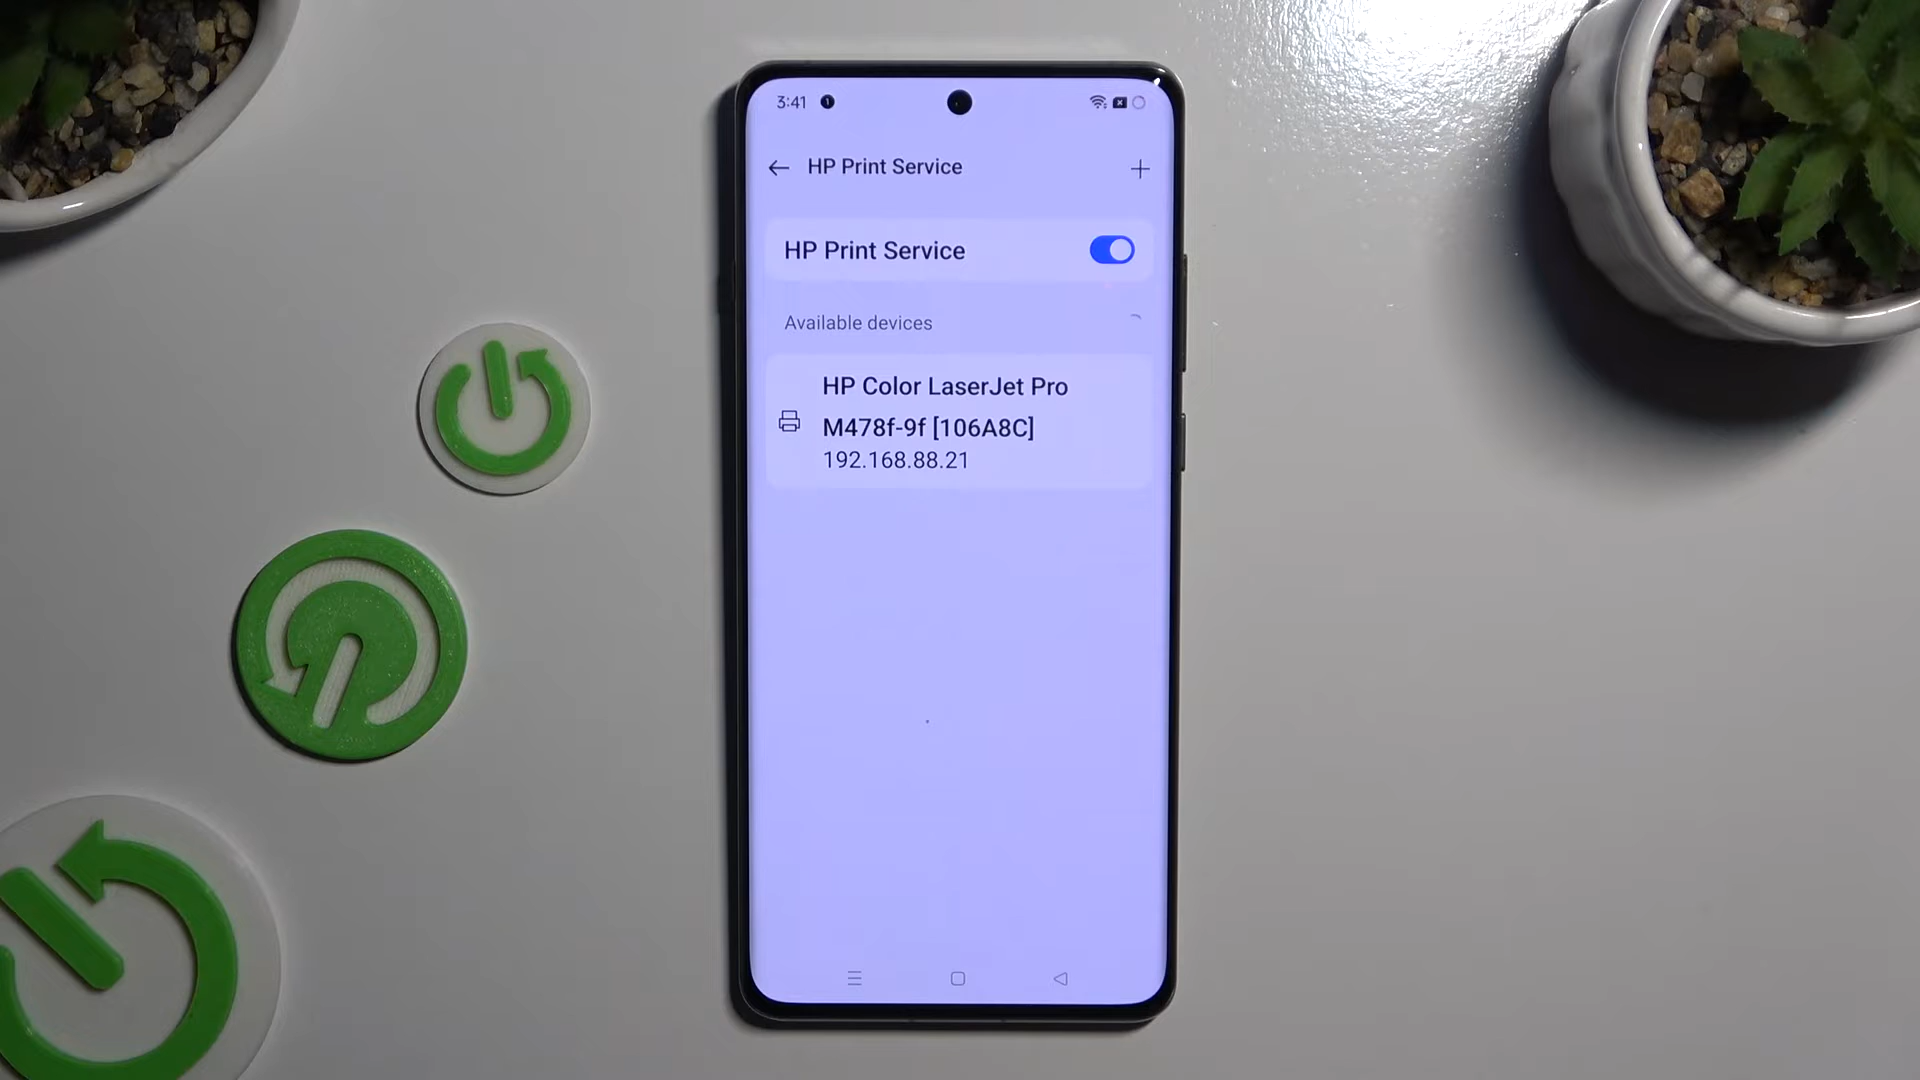 3:41
HP Print Service
HP Print Service
Available devices
HP Color LaserJet Pro
M478f-9f [106A8C]
192.168.88.21